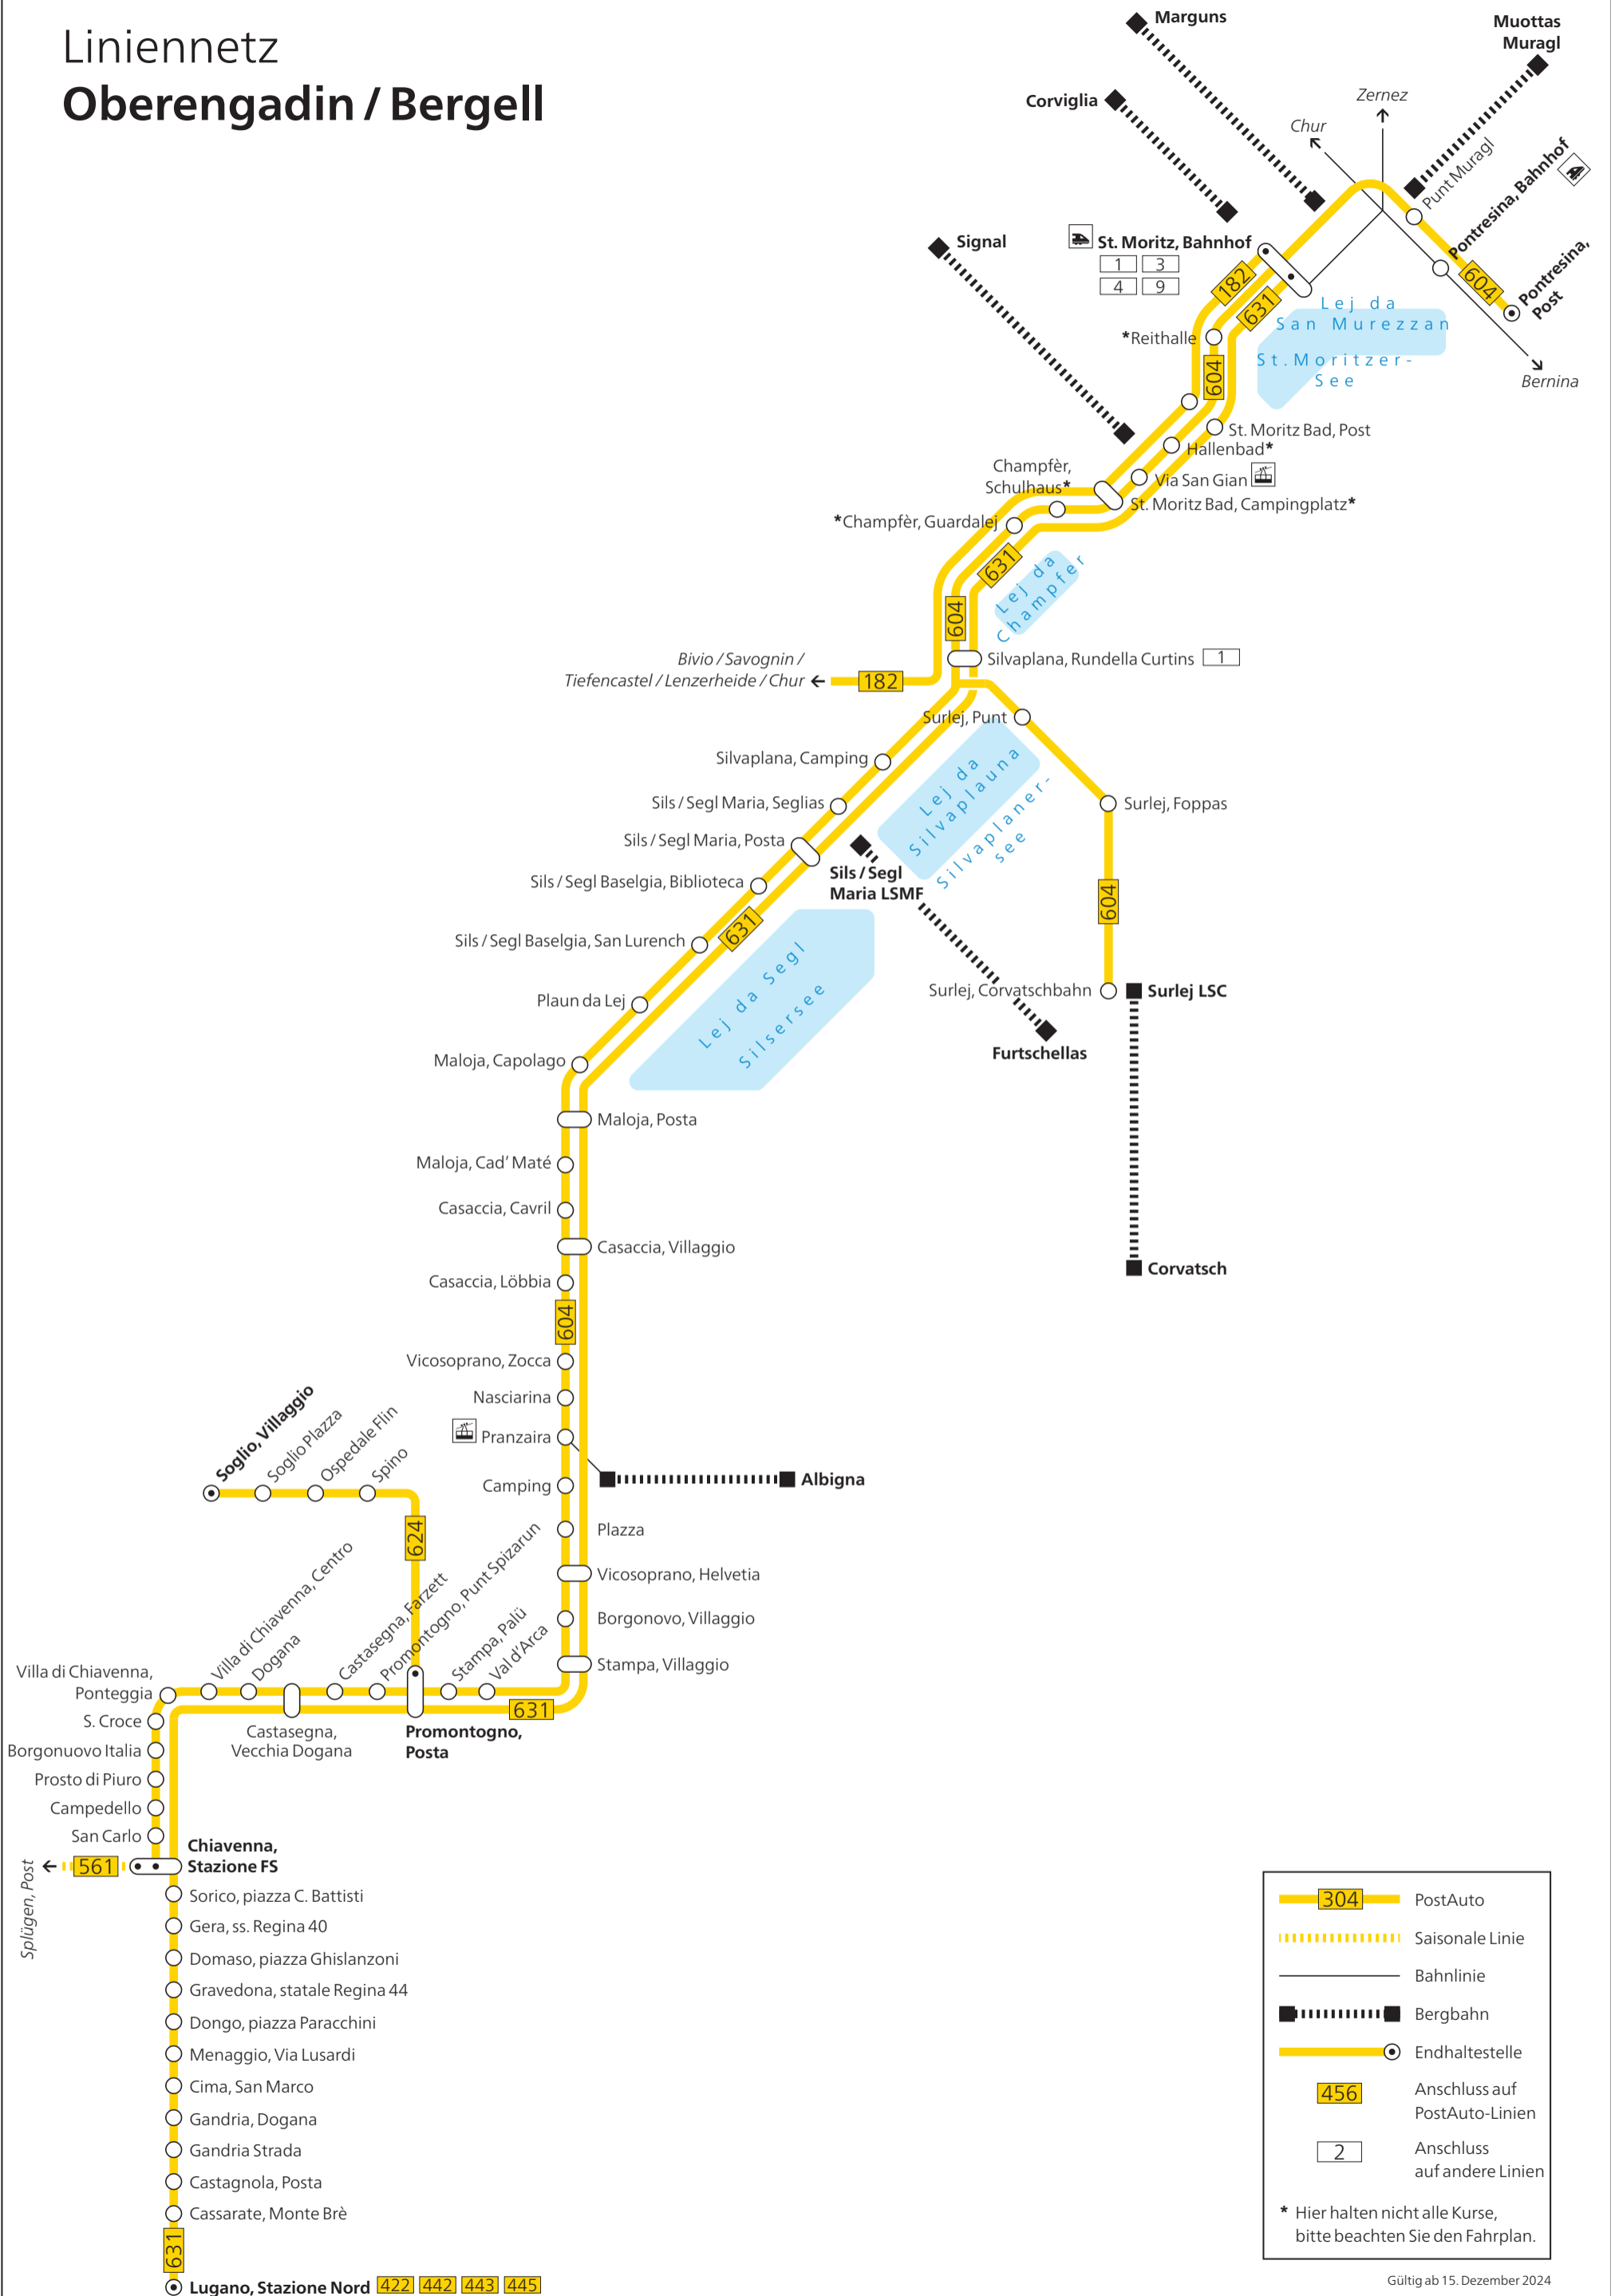 Liniennetz
Oberengadin / Bergell
Marguns
Muottas
Muragl
Corviglia
Zernez
Chur
Punt Muragl
Pontresina, Bahnhof
Signal
St. Moritz, Bahnhof
1 3
4 9
182
631
604
Pontresina,
Post
Lej da
San Murezzan
St. Moritzer-
See
Bernina
*Reithalle
604
St. Moritz Bad, Post
Hallenbad*
Via San Gian
St. Moritz Bad, Campingplatz*
Champfèr,
Schulhaus*
*Champfèr, Guardalej
631
Lej da
Champfer
604
Silvaplana, Rundella Curtins 1
Bivio / Savognin /
Tiefencastel / Lenzerheide / Chur
182
Surlej, Punt
Silvaplana, Camping
Lej da
Silvaplauna
Silvaplaner-
see
Sils / Segl Maria, Seglias
Surlej, Foppas
Sils / Segl Maria, Posta
Sils / Segl
Maria LSMF
Sils / Segl Baselgia, Biblioteca
604
631
Sils / Segl Baselgia, San Lurench
Lej da Segl
Silsersee
Plaun da Lej
Surlej, Corvatschbahn
Surlej LSC
Furtschellas
Maloja, Capolago
Maloja, Posta
Maloja, Cad' Maté
Casaccia, Cavril
Casaccia, Villaggio
Corvatsch
Casaccia, Löbbia
604
Vicosoprano, Zocca
Nasciarina
Pranzaira
Albigna
Camping
Plazza
Vicosoprano, Helvetia
Borgonovo, Villaggio
Stampa, Villaggio
Soglio, Villaggio
Soglio Plazza
Ospedale Flin
Spino
624
Villa di Chiavenna, Centro
Dogana
Castasegna, Farzett
Promontogno, Punt Spizarun
Stampa, Palü
Val d'Arca
631
Villa di Chiavenna,
Ponteggia
Castasegna,
Vecchia Dogana
Promontogno,
Posta
S. Croce
Borgonuovo Italia
Prosto di Piuro
Campedello
San Carlo
561
Splügen, Post
Chiavenna,
Stazione FS
Sorico, piazza C. Battisti
Gera, ss. Regina 40
Domaso, piazza Ghislanzoni
Gravedona, statale Regina 44
Dongo, piazza Paracchini
Menaggio, Via Lusardi
Cima, San Marco
Gandria, Dogana
Gandria Strada
Castagnola, Posta
Cassarate, Monte Brè
631
Lugano, Stazione Nord 422 442 443 445
304 PostAuto
Saisonale Linie
Bahnlinie
Bergbahn
Endhaltestelle
456 Anschluss auf
PostAuto-Linien
2 Anschluss
auf andere Linien
* Hier halten nicht alle Kurse,
bitte beachten Sie den Fahrplan.
Gültig ab 15. Dezember 2024